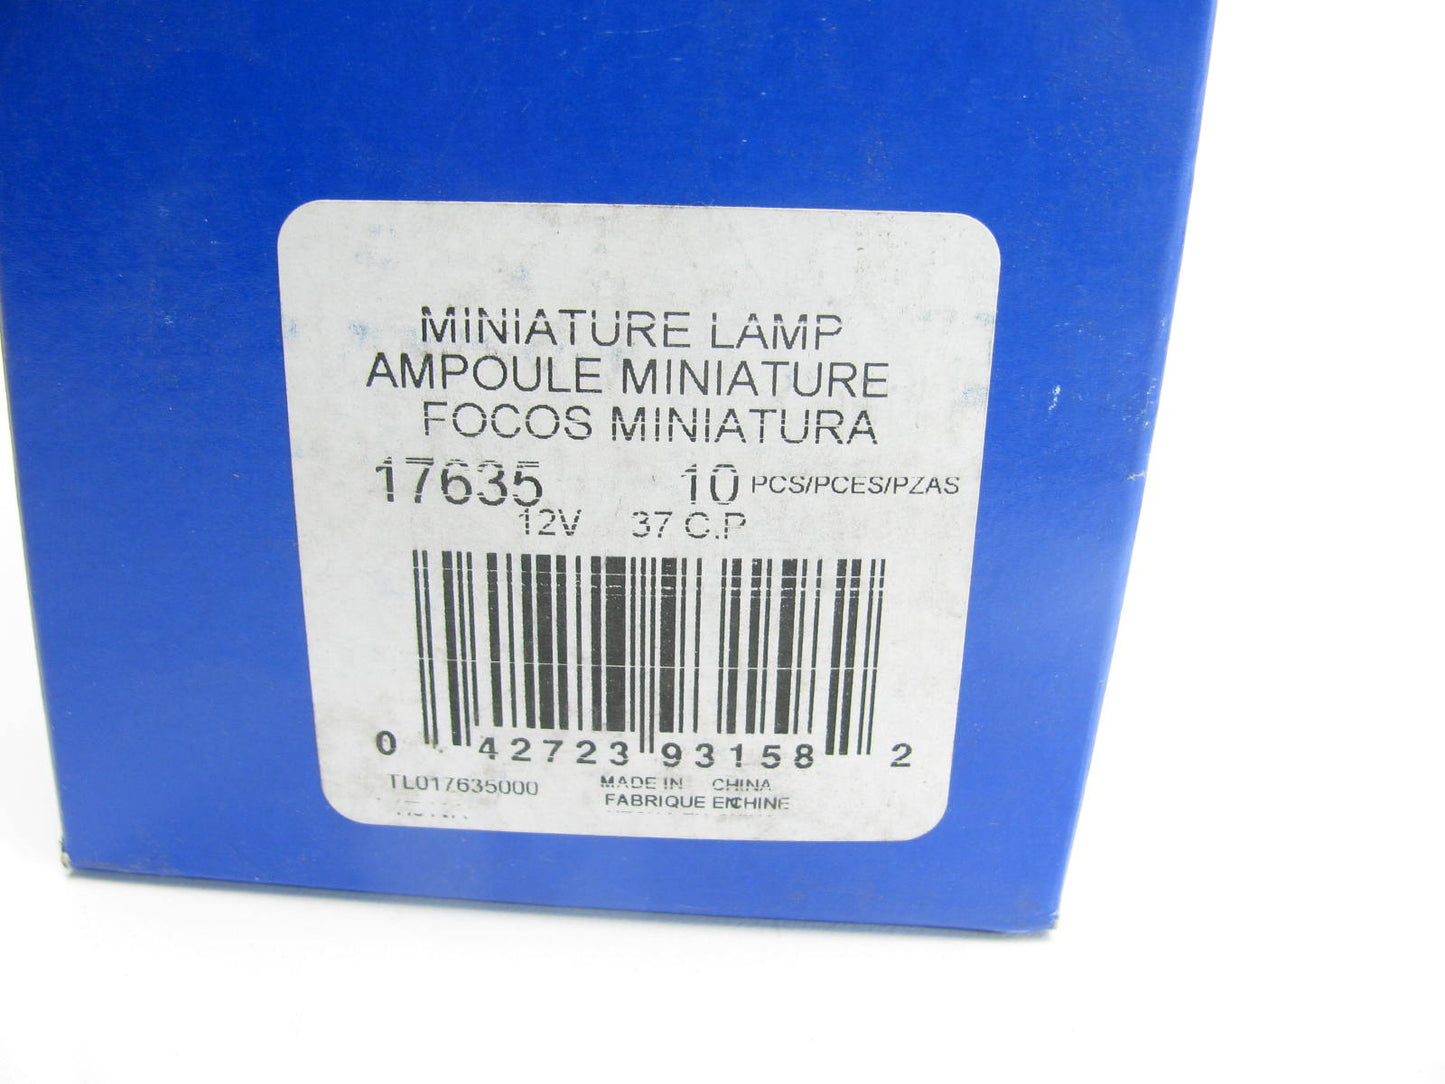 MINIATURE LAMP
AMPOULE MINIATURE
FOCOS MINIATURA
17635 10 PCS/PCES/PZAS
12V 37 C.P
0 42723 93158 2
TL017635000 MADE IN CHINA
FABRIQUE EN CHINE